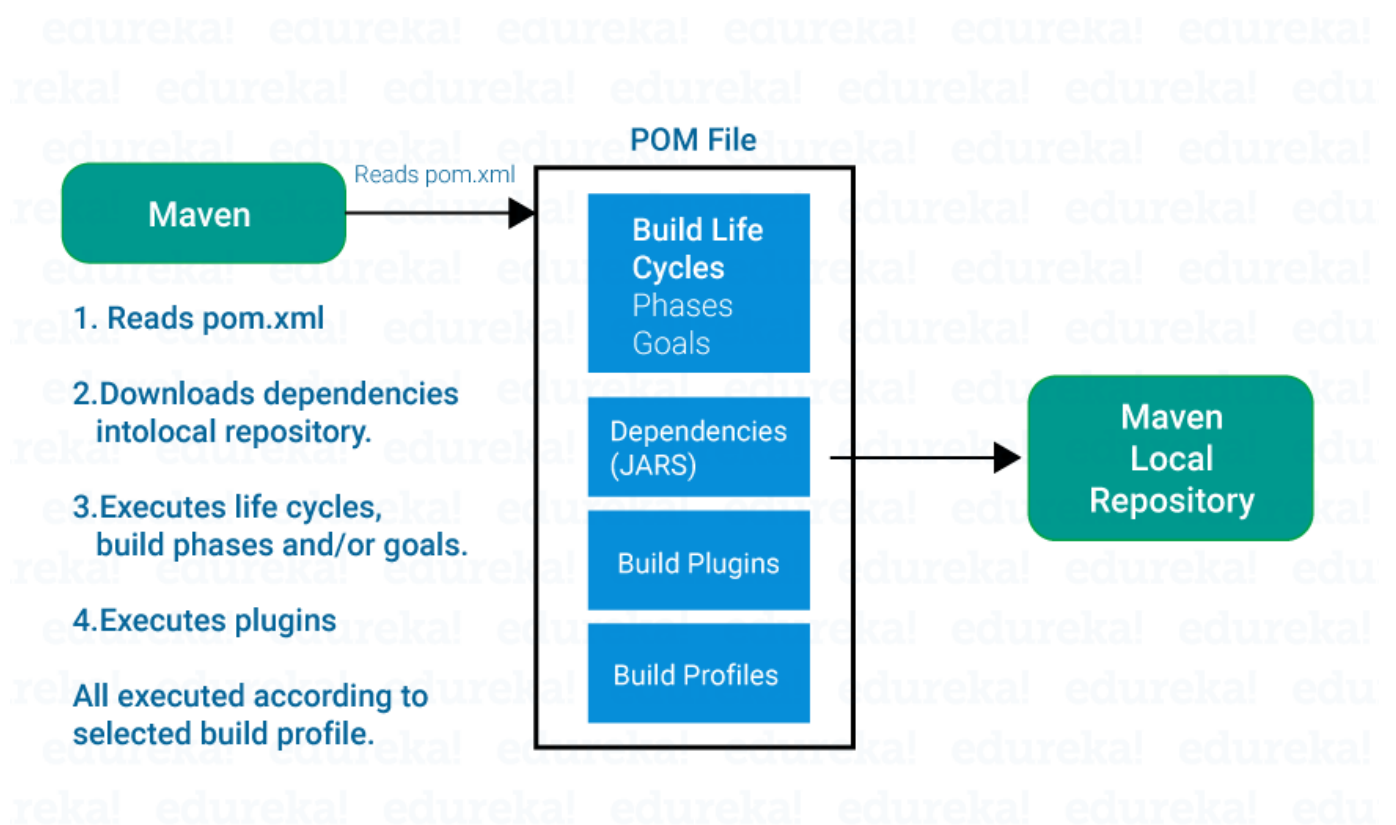 POM File
Maven
Reads pom.xml
1. Reads pom.xml
2.Downloads dependencies
intolocal repository.
3.Executes life cycles,
build phases and/or goals.
4.Executes plugins
All executed according to
selected build profile.
Build Life
Cycles
Phases
Goals
Dependencies
(JARS)
Build Plugins
Build Profiles
Maven
Local
Repository
edureka!